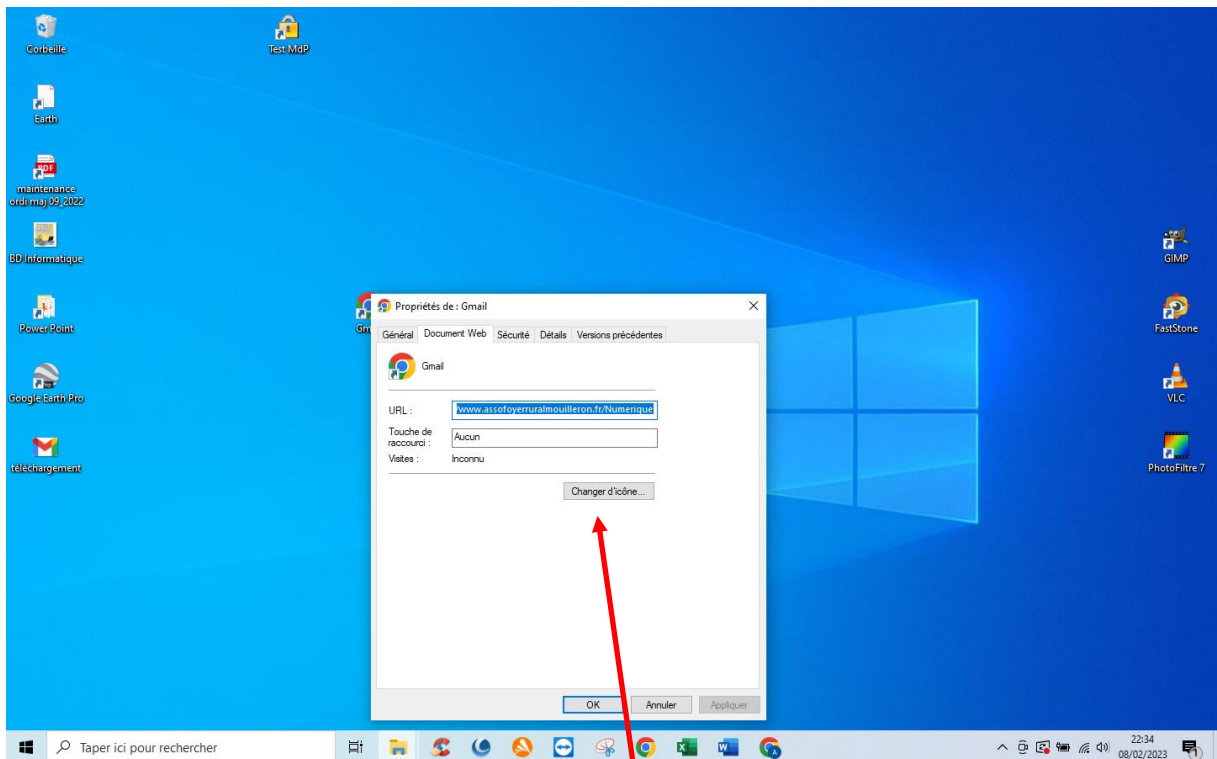 Corbeille
Test MdP
Earth
maintenance
ordi maj 09_2022
BD Informatique
GIMP
Power Point
FastStone
Google Earth Pro
VLC
téléchargement
PhotoFiltre 7
Gm
Propriétés de : Gmail
Général Document Web Sécurité Détails Versions précédentes
Gmail
URL : /www.assofoyerruralmouilleron.fr/Numerique
Touche de
raccourci : Aucun
Visites : Inconnu
Changer d'icône...
OK Annuler Appliquer
Taper ici pour rechercher
22:34
08/02/2023